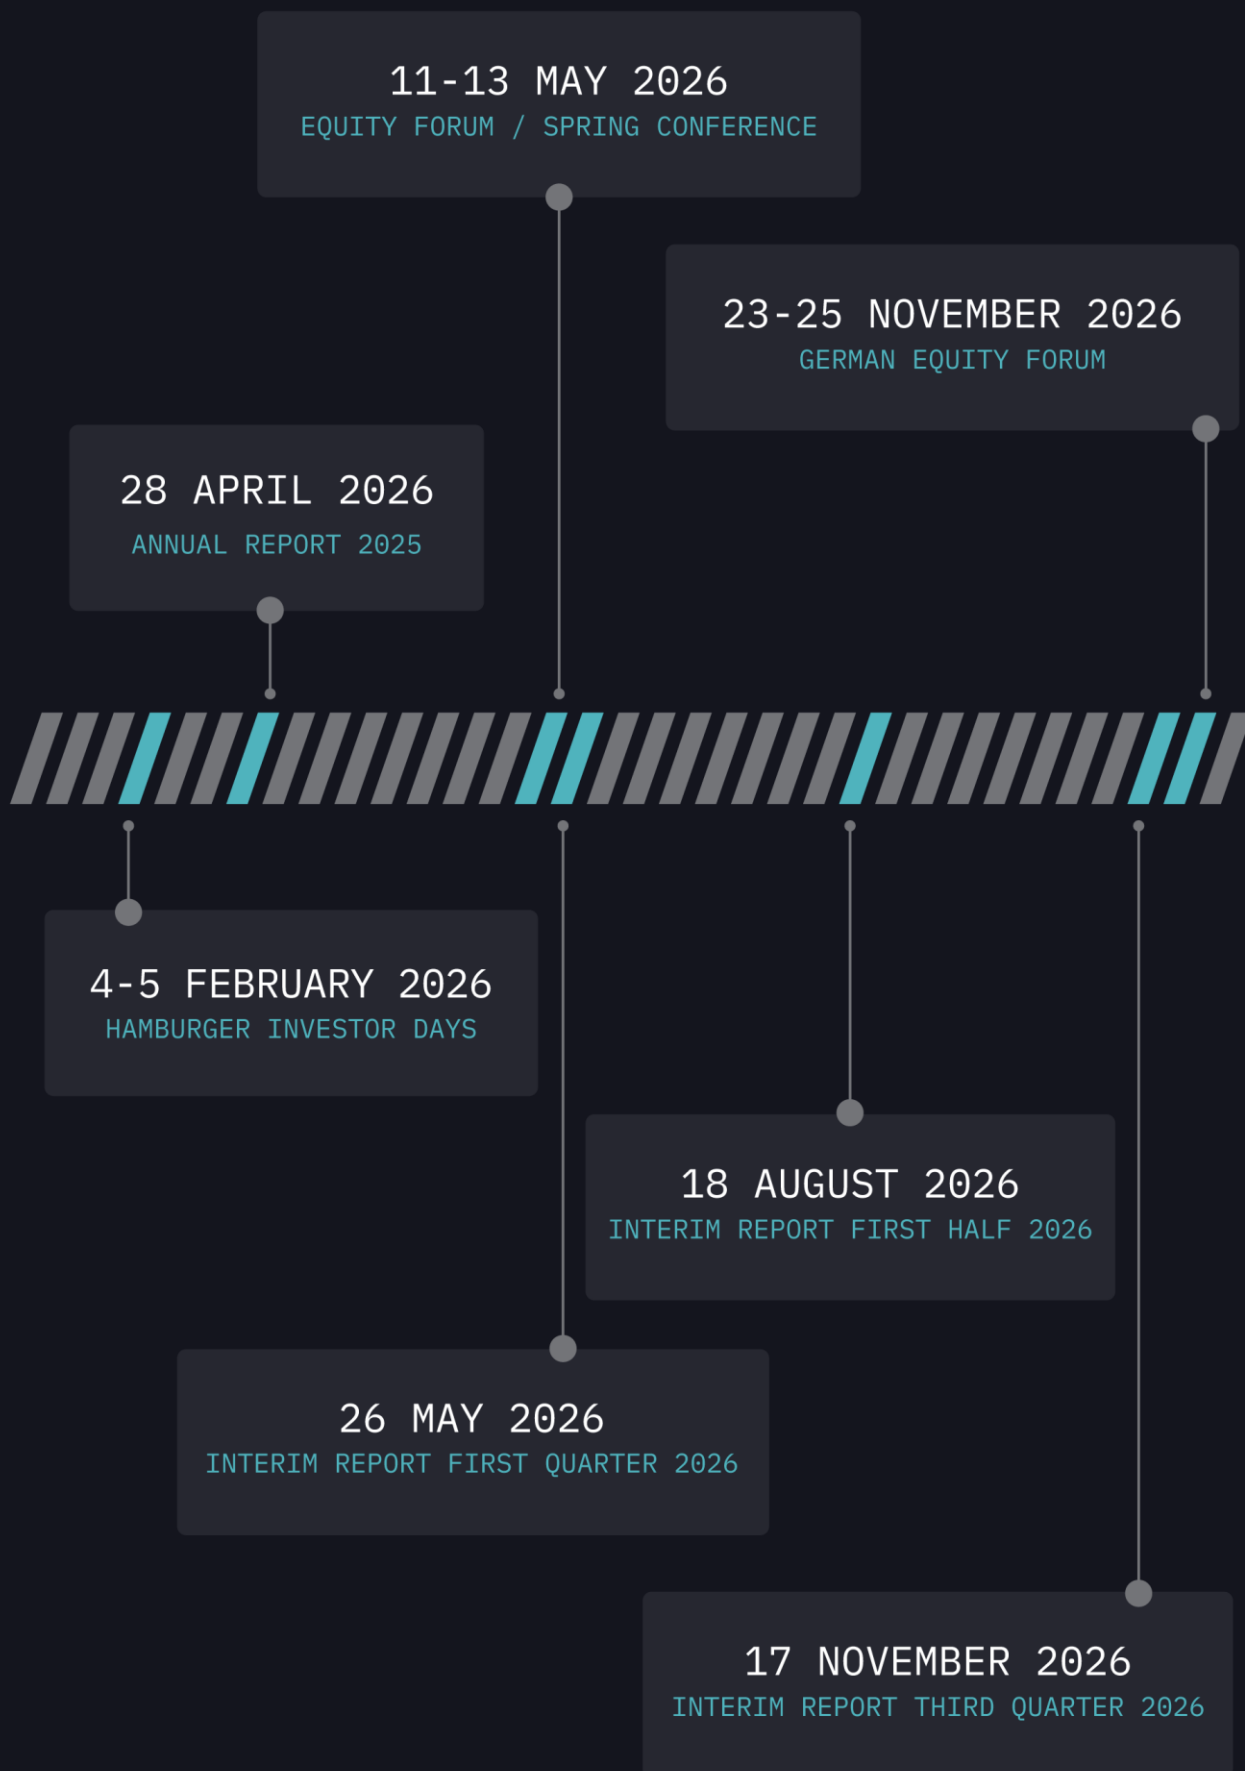 11-13 MAY 2026
EQUITY FORUM / SPRING CONFERENCE
23-25 NOVEMBER 2026
GERMAN EQUITY FORUM
28 APRIL 2026
ANNUAL REPORT 2025
4-5 FEBRUARY 2026
HAMBURGER INVESTOR DAYS
18 AUGUST 2026
INTERIM REPORT FIRST HALF 2026
26 MAY 2026
INTERIM REPORT FIRST QUARTER 2026
17 NOVEMBER 2026
INTERIM REPORT THIRD QUARTER 2026